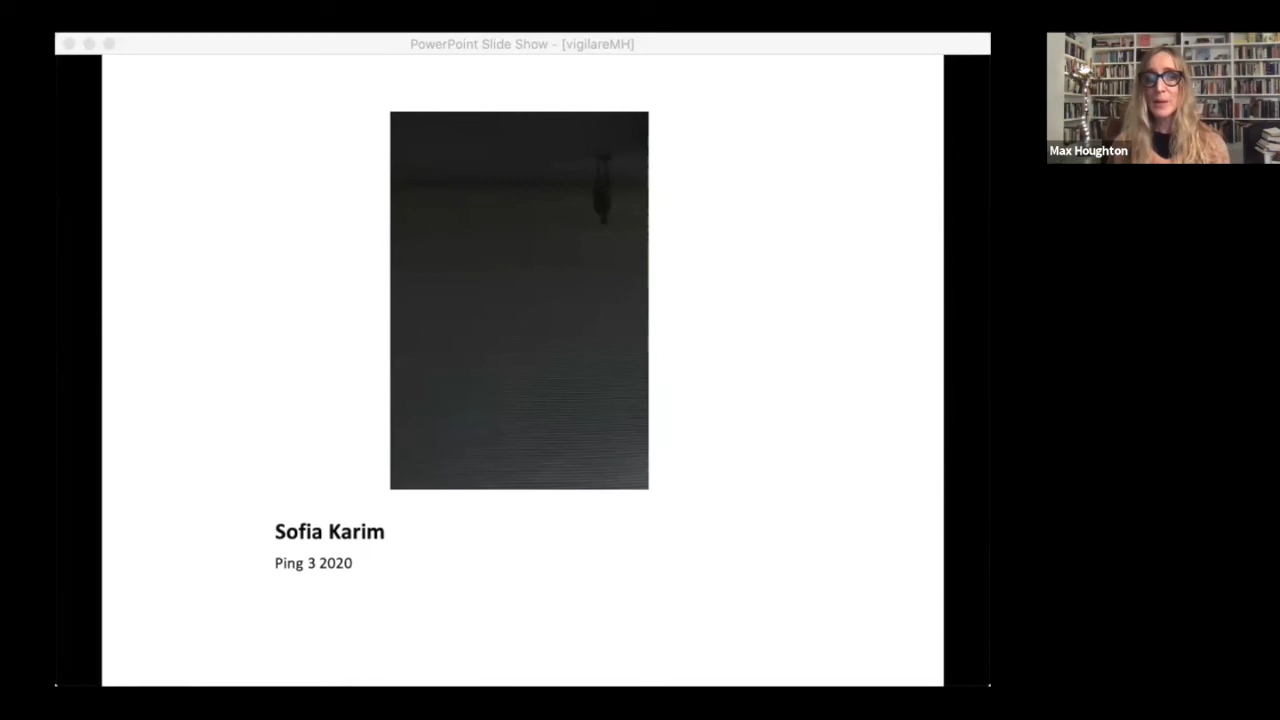 PowerPoint Slide Show - [vigilareMH]
Max Houghton
Sofia Karim
Ping 3 2020